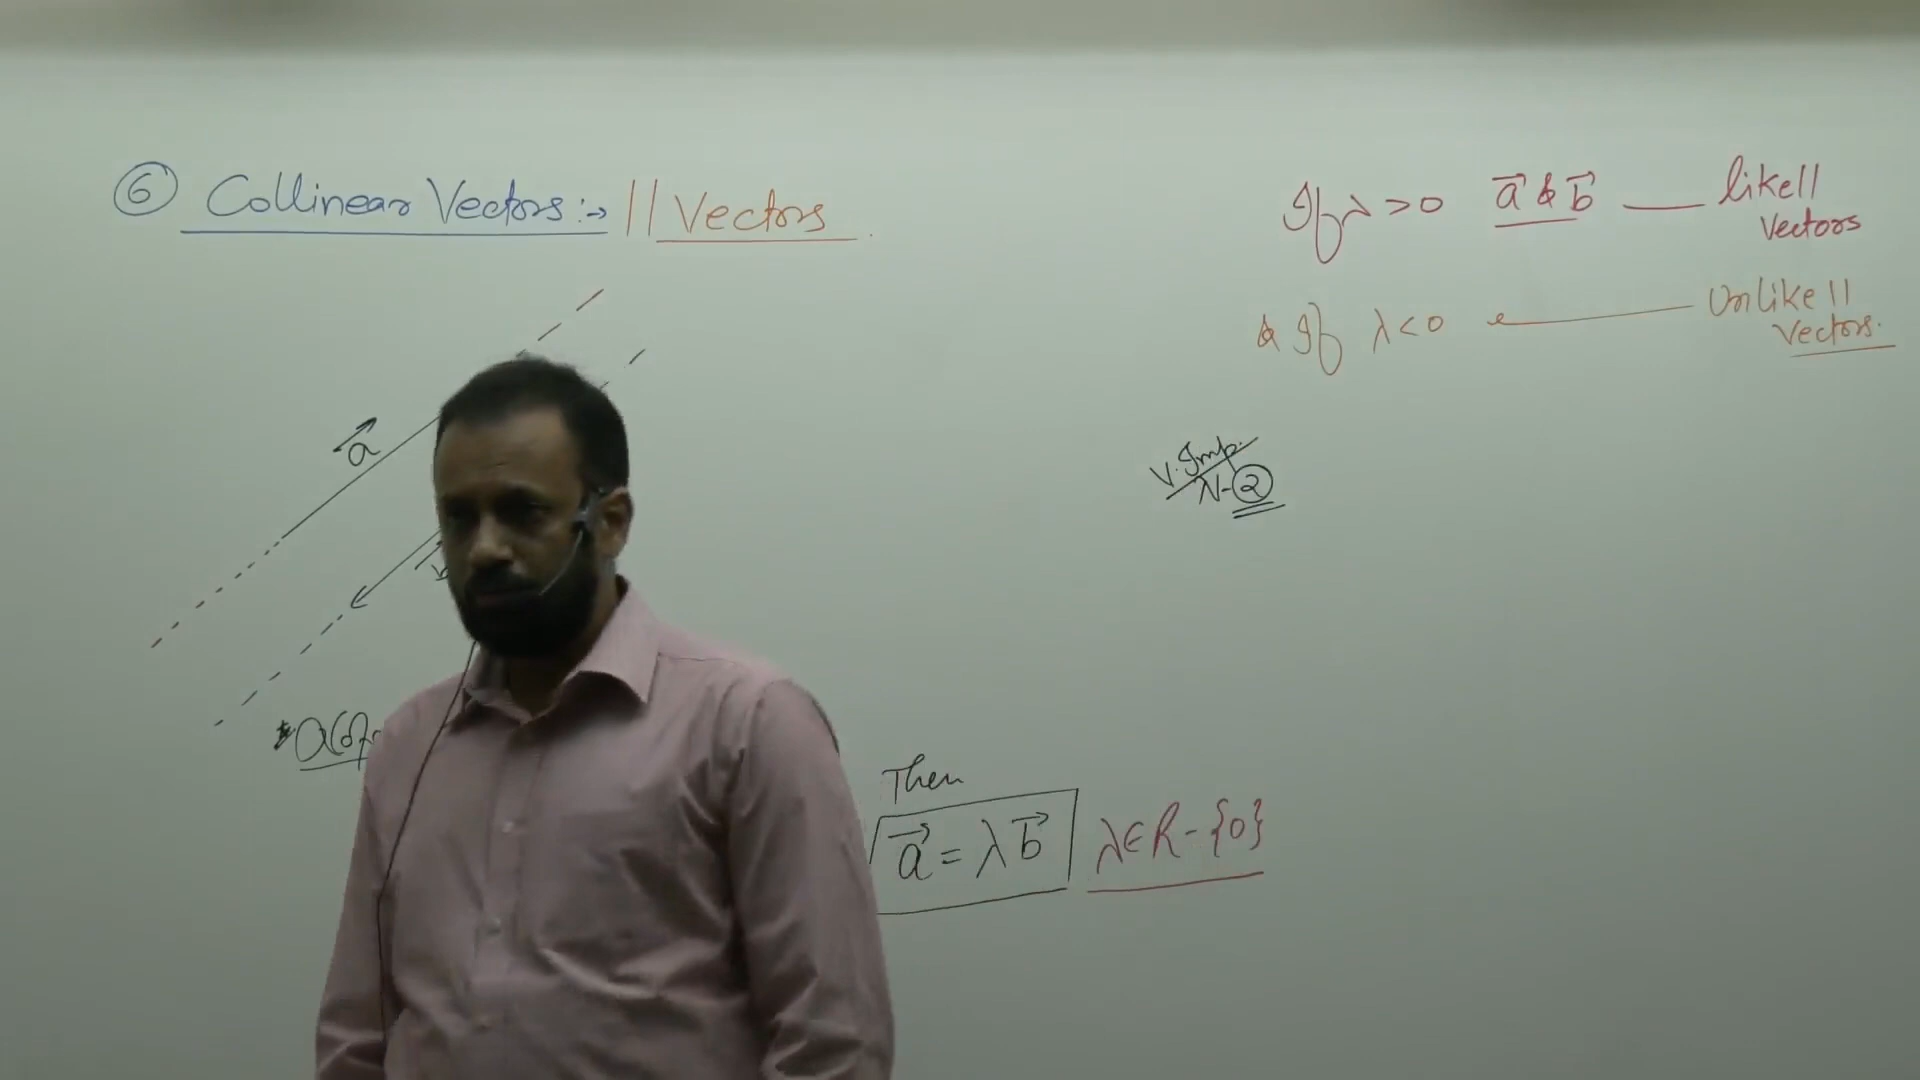 ⑥ Collinear Vectors:→ || Vectors
If λ>0 a⃗ & b⃗ —— like ||
Vectors
& If λ<0 —— Unlike ||
Vectors.
a⃗
V. Imp.
N-②
Then
a⃗ = λb⃗ λ∈R-{0}